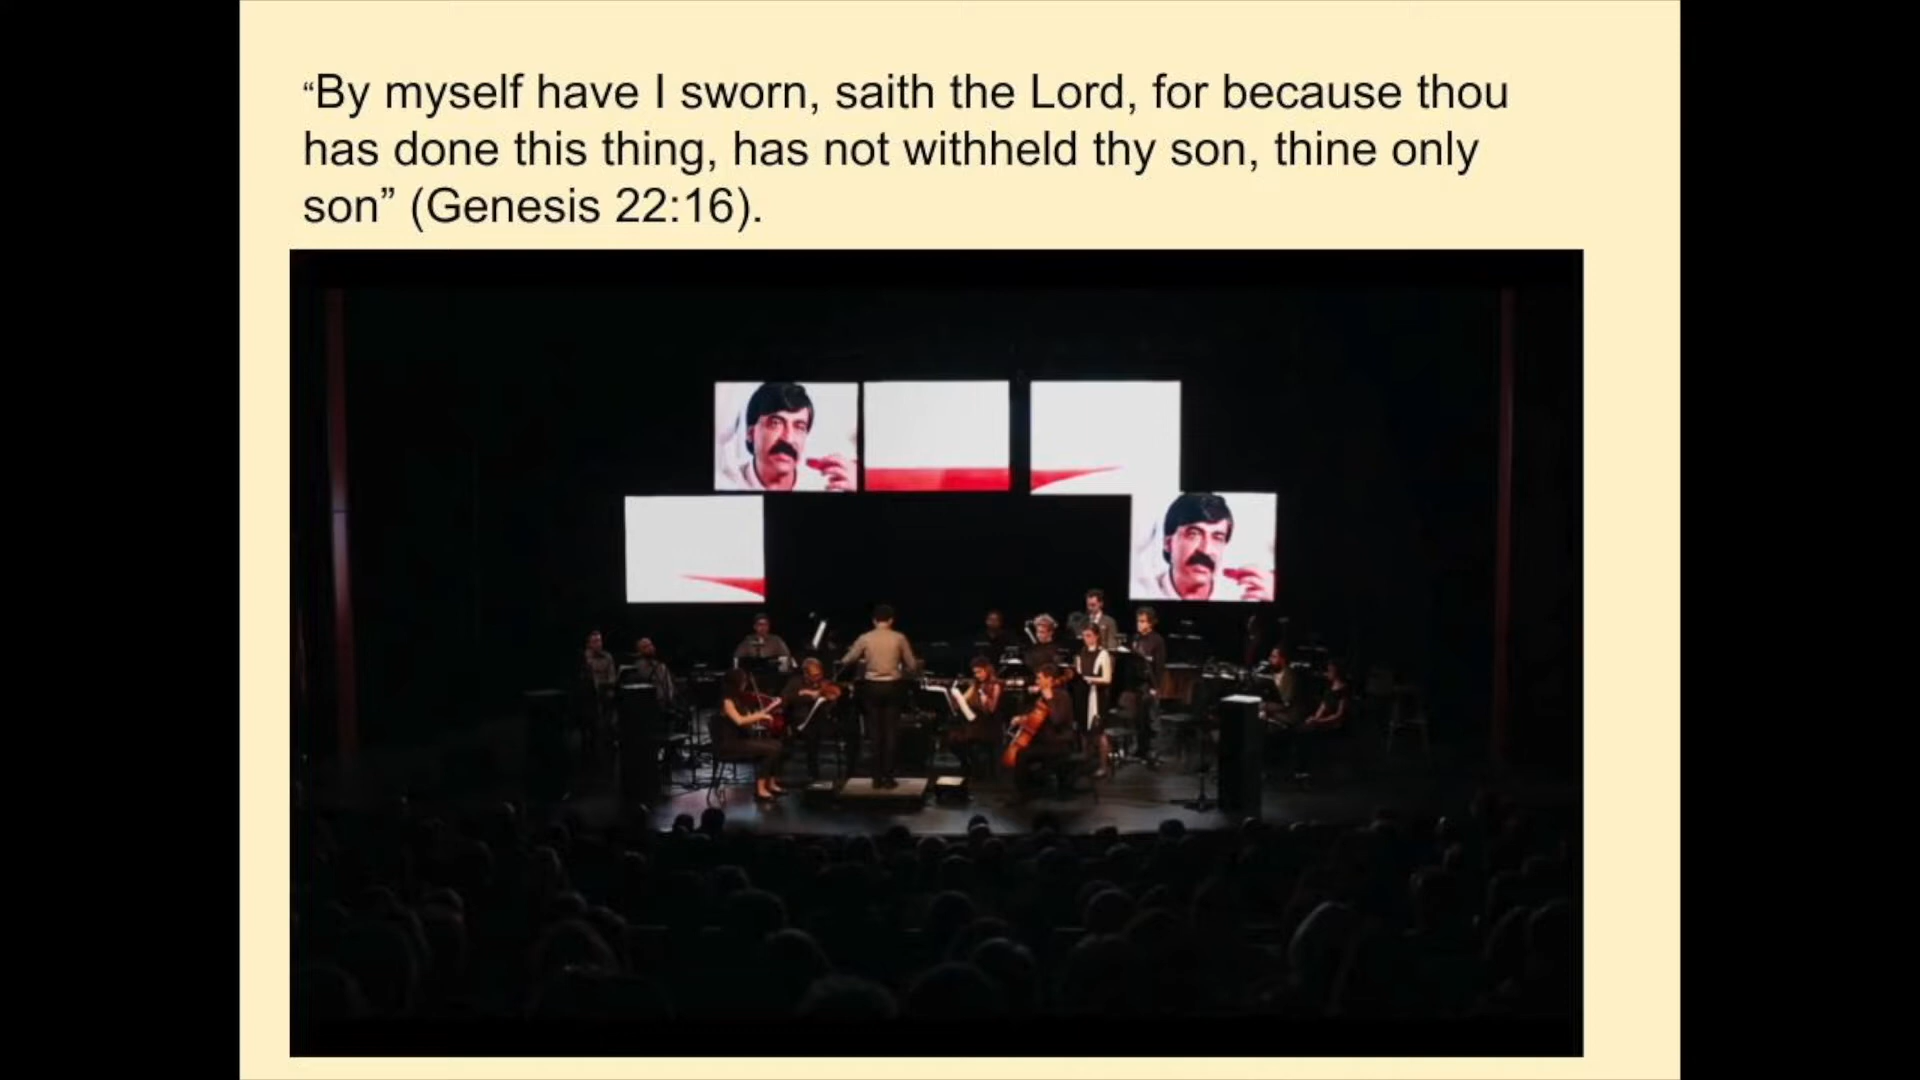 “By myself have I sworn, saith the Lord, for because thou
has done this thing, has not withheld thy son, thine only
son” (Genesis 22:16).